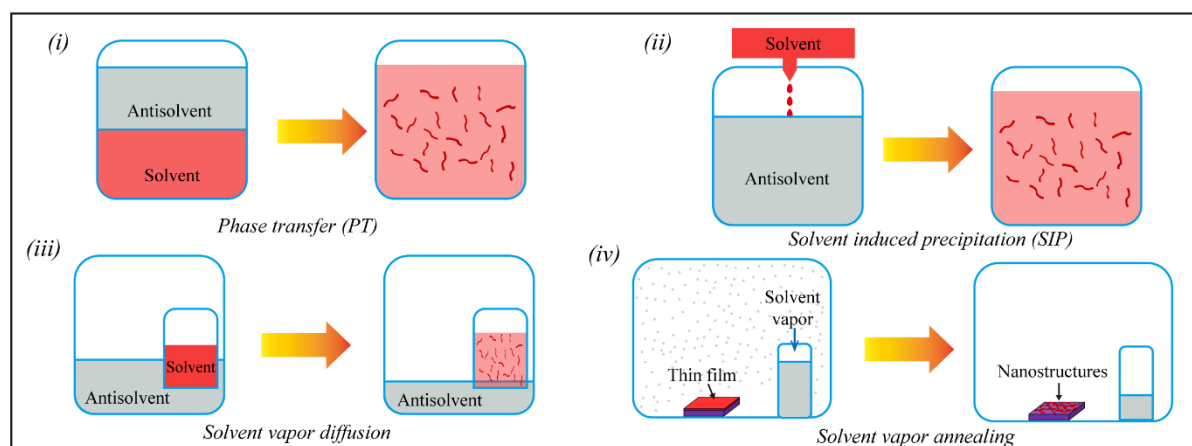 (i)
Antisolvent
Solvent
Phase transfer (PT)
(ii)
Solvent
Antisolvent
Solvent induced precipitation (SIP)
(iii)
Solvent
Antisolvent
Antisolvent
Solvent vapor diffusion
(iv)
Solvent
vapor
Thin film
Nanostructures
Solvent vapor annealing